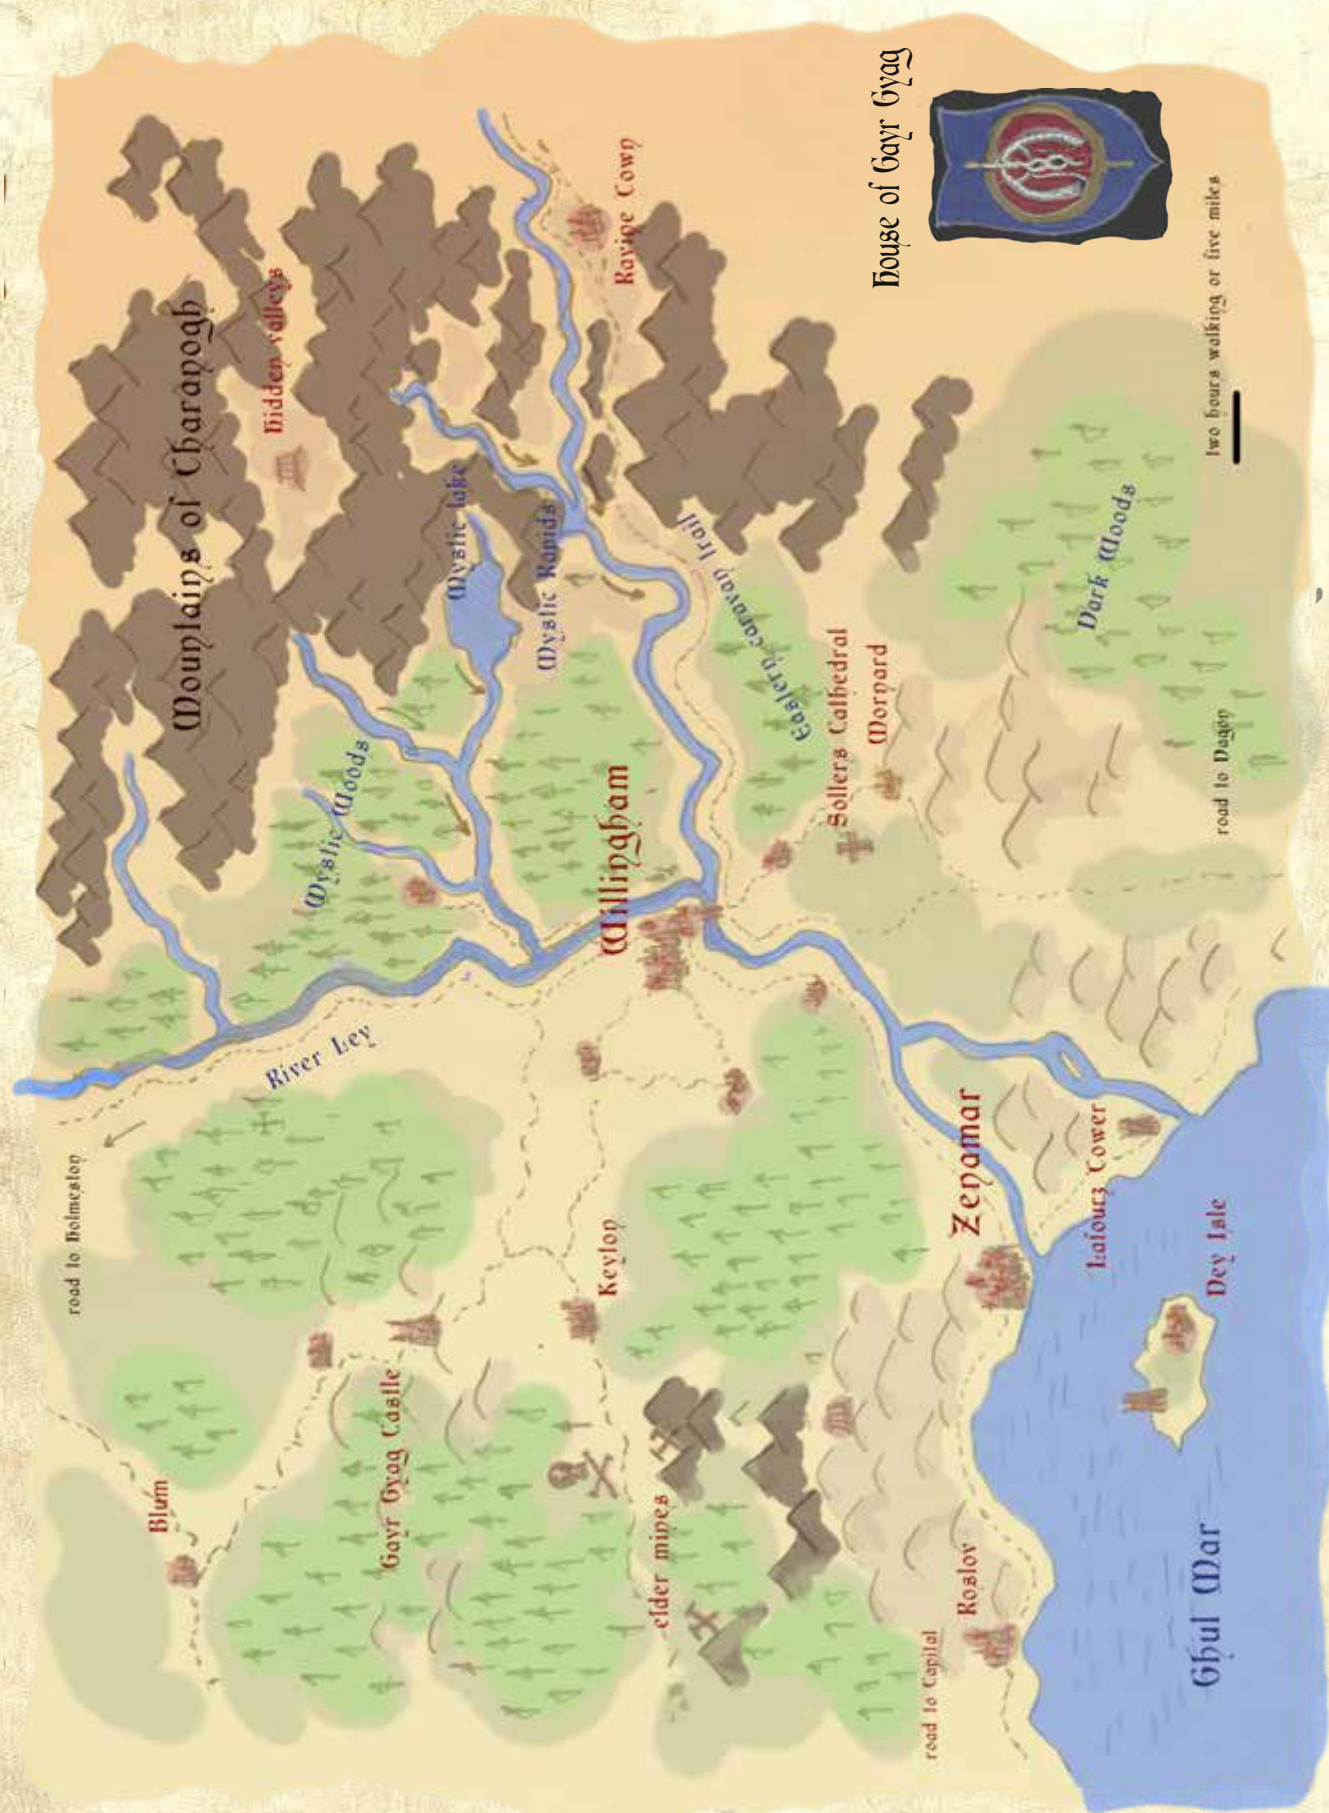 road to Holmeston
Blum
River Ley
Mountains of Charanogh
hidden valleys
Mystic Woods
Mystic lake
Mystic Rapids
Gayr Gyag Castle
Keyton
elder mines
Willingham
Ravine Town
Eastern caravan trail
Sollers Cathedral
Mornard
House of Gayr Gyag
Zenamar
Roslov
road to Capital
Lafourz Tower
Dey Isle
Ghul Mar
Dark Woods
road to Dagon
two hours walking or five miles